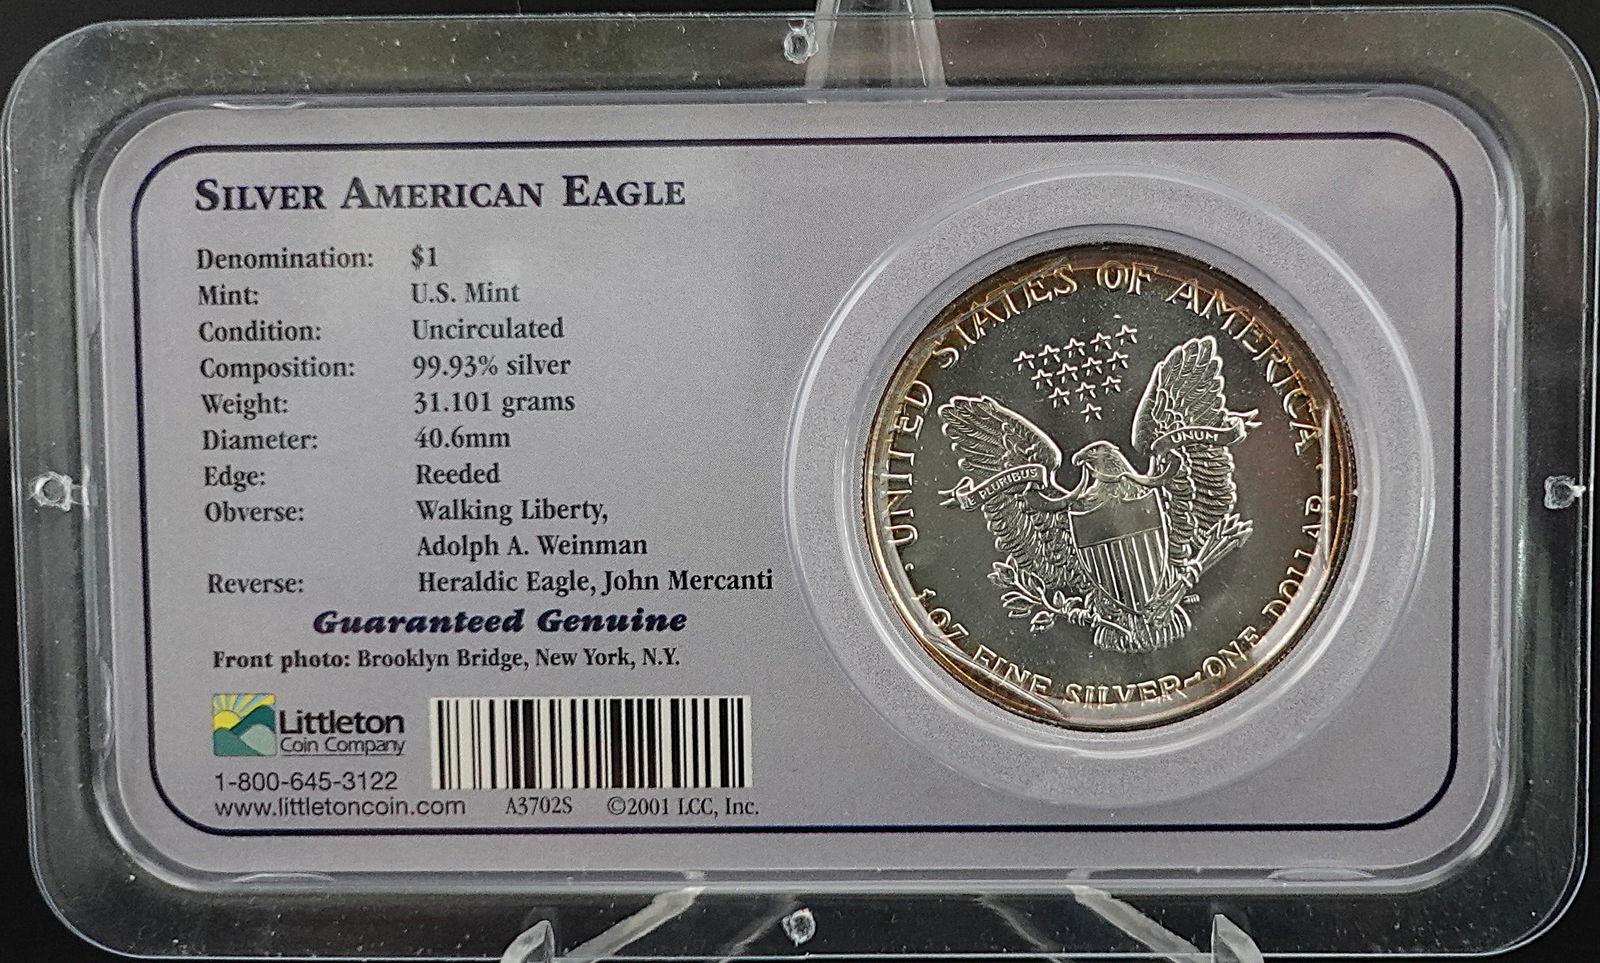 SILVER AMERICAN EAGLE
Denomination: $1
Mint: U.S. Mint
Condition: Uncirculated
Composition: 99.93% silver
Weight: 31.101 grams
Diameter: 40.6mm
Edge: Reeded
Obverse: Walking Liberty,
Adolph A. Weinman
Reverse: Heraldic Eagle, John Mercanti
Guaranteed Genuine
Front photo: Brooklyn Bridge, New York, N.Y.
Littleton
Coin Company
1-800-645-3122
www.littletoncoin.com A3702S ©2001 LCC, Inc.
UNITED STATES OF AMERICA
E PLURIBUS UNUM
1 OZ. FINE SILVER~ONE DOLLAR